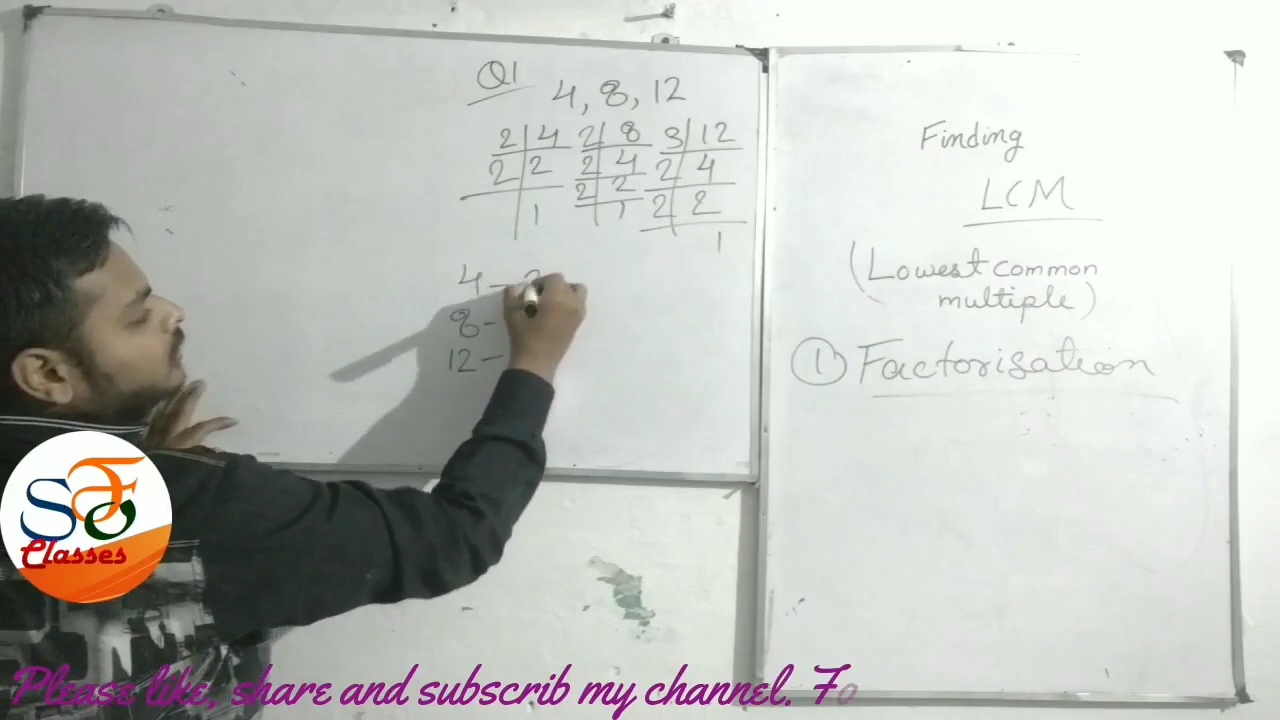 Q1
4, 8, 12
2 4 2 8 3 12
2 2 2 4 2 4
1 2 2 2 2
1 1
4 –
8 –
12 –
Finding
LCM
(Lowest common
multiple)
① Factorisation
SF
Classes
Please like, share and subscrib my channel. Fo